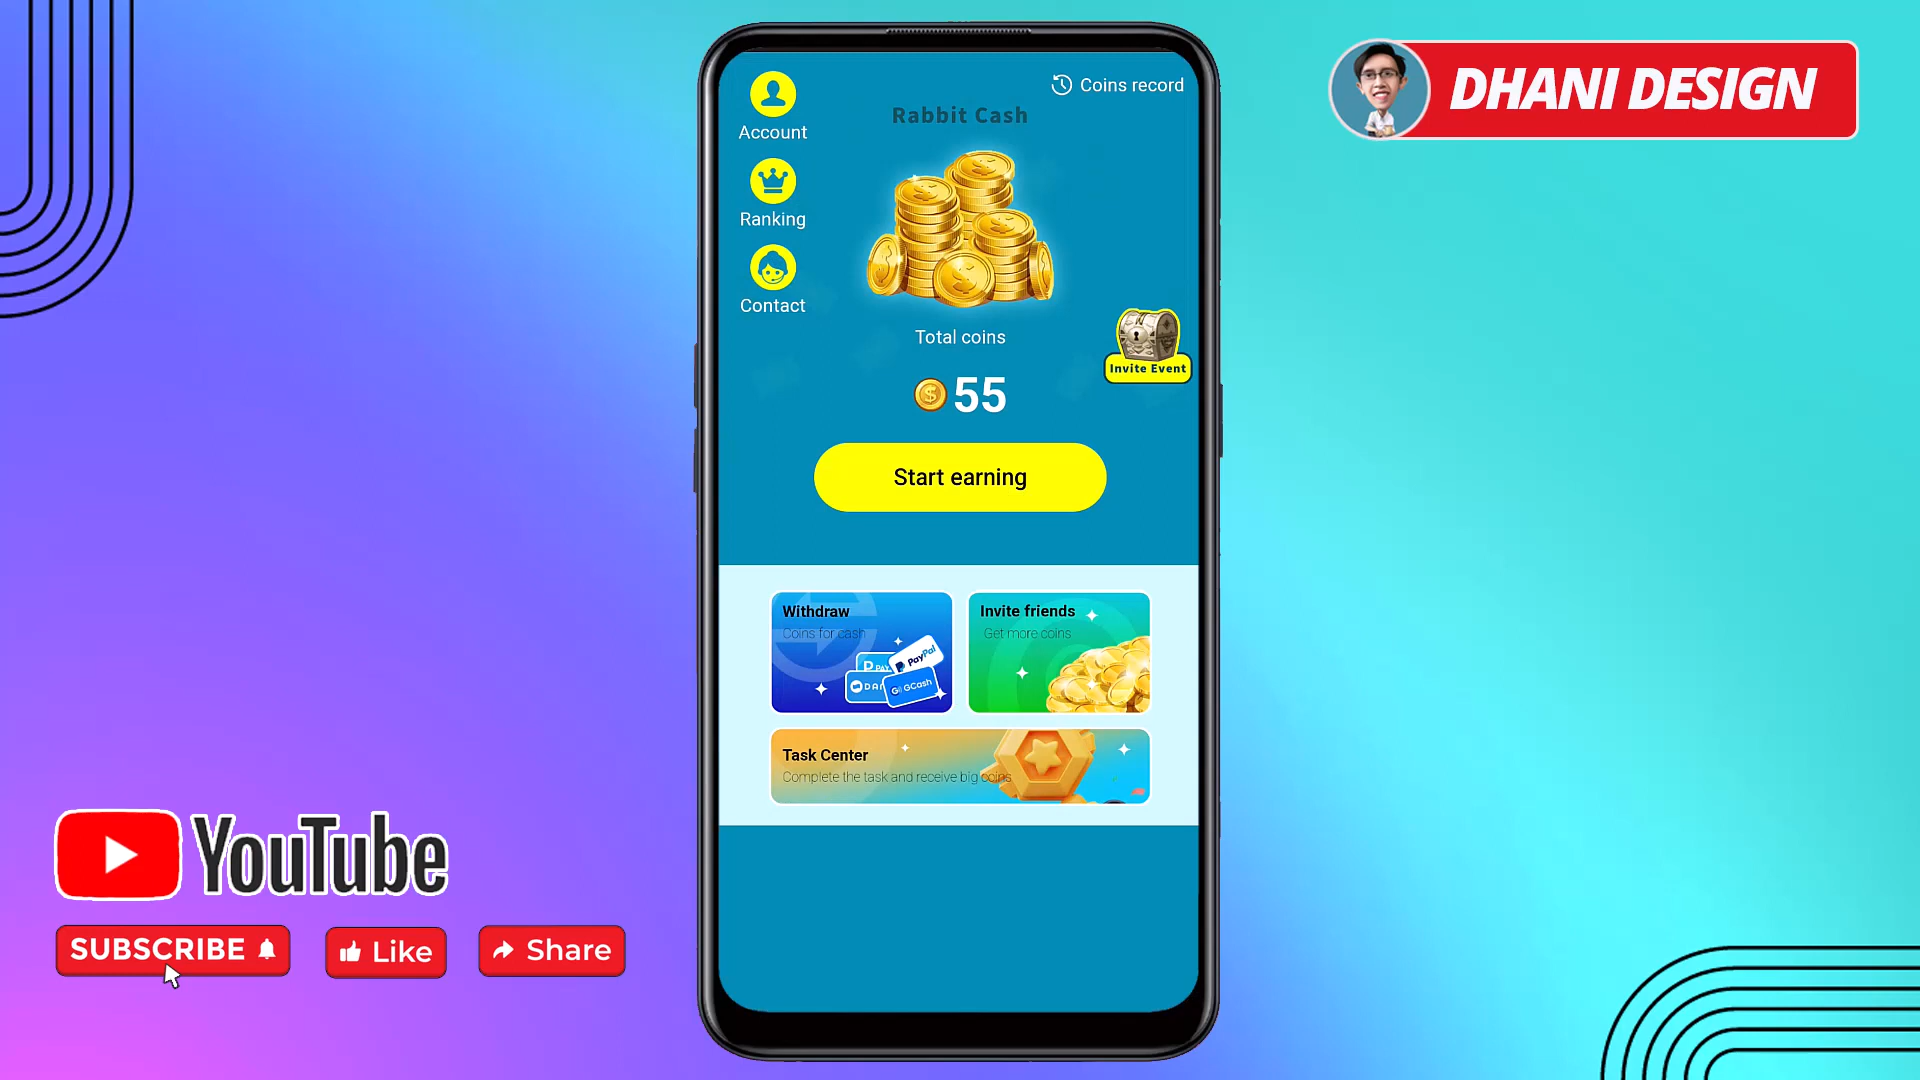 DHANI DESIGN
Coins record
Rabbit Cash
Account
Ranking
Contact
Total coins
Invite Event
55
Start earning
Withdraw
Coins for cash
PayPal
GCash
Invite friends
Get more coins
Task Center
Complete the task and receive big coins
YouTube
SUBSCRIBE
Like
Share